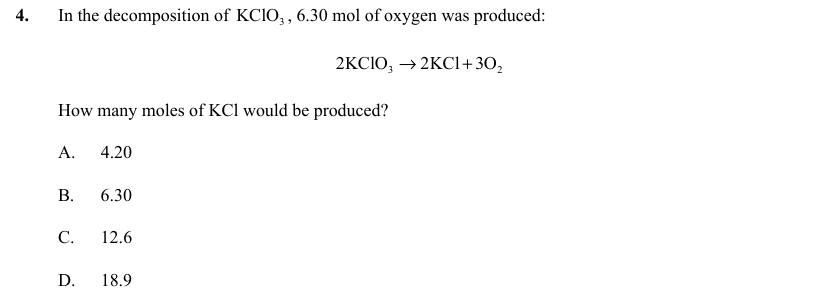 4. In the decomposition of KClO₃, 6.30 mol of oxygen was produced:
2KClO₃ → 2KCl + 3O₂
How many moles of KCl would be produced?
A. 4.20
B. 6.30
C. 12.6
D. 18.9